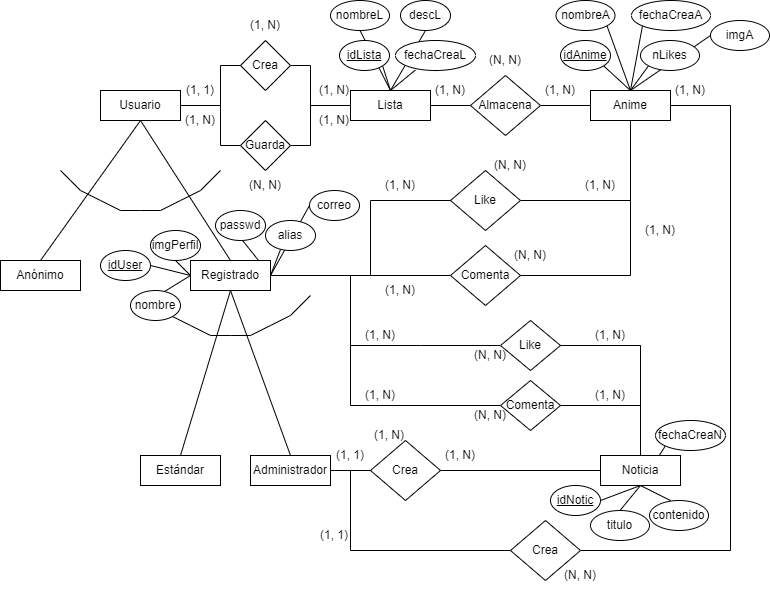 nombreL
descL
nombreA
fechaCreaA
(1, N)
imgA
idLista
fechaCreaL
idAnime
nLikes
Crea
(N, N)
(1, 1)
(1, N)
(1, N)
(1, N)
(1, N)
Usuario
Lista
Almacena
Anime
(1, N)
(1, N)
Guarda
(N, N)
(N, N)
(1, N)
(1, N)
correo
Like
passwd
alias
(1, N)
imgPerfil
(N, N)
idUser
Anónimo
Registrado
Comenta
(1, N)
nombre
(1, N)
(1, N)
Like
(N, N)
(1, N)
(1, N)
Comenta
(N, N)
(1, N)
fechaCreaN
(1, 1)
(1, N)
Estándar
Administrador
Crea
Noticia
idNotic
contenido
titulo
(1, 1)
Crea
(N, N)